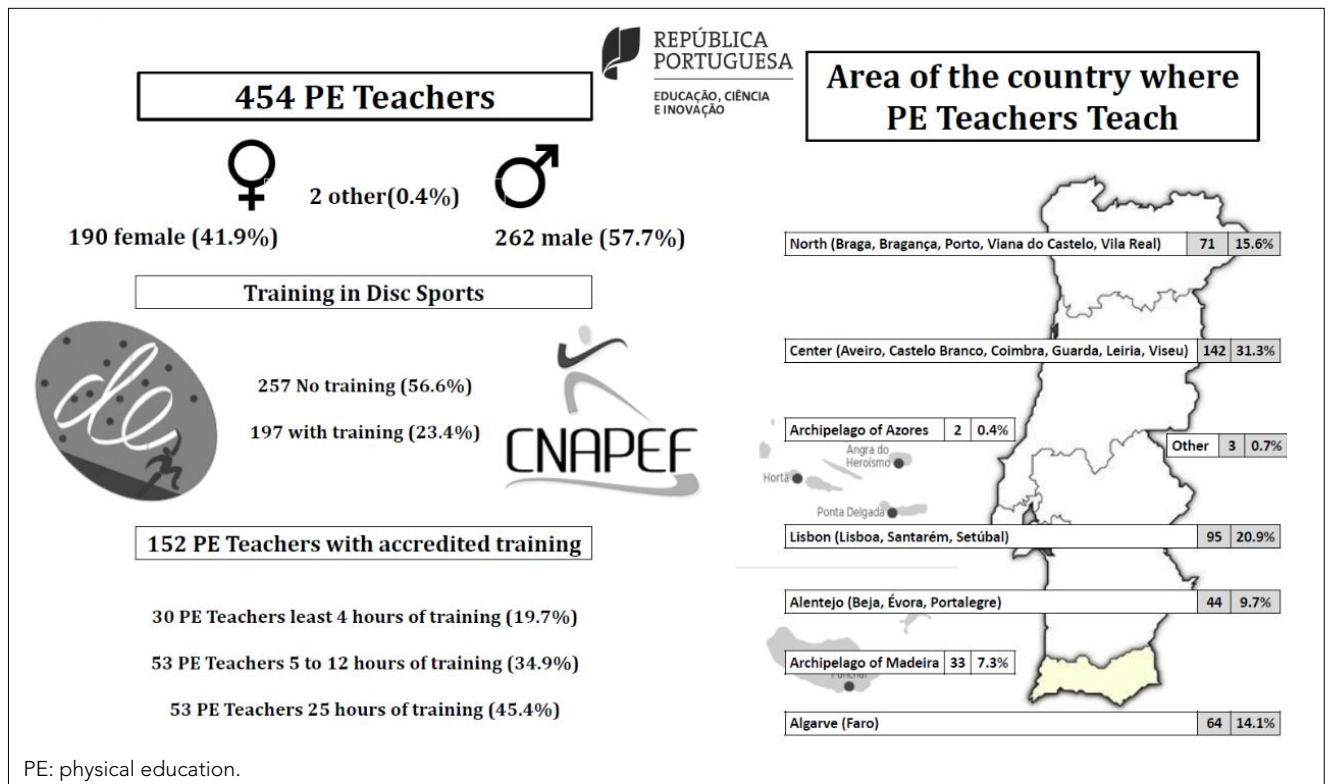 REPÚBLICA
PORTUGUESA
EDUCAÇÃO, CIÊNCIA
E INOVAÇÃO
454 PE Teachers
2 other(0.4%)
190 female (41.9%)
262 male (57.7%)
Training in Disc Sports
de
257 No training (56.6%)
197 with training (23.4%)
CNAPEF
152 PE Teachers with accredited training
30 PE Teachers least 4 hours of training (19.7%)
53 PE Teachers 5 to 12 hours of training (34.9%)
53 PE Teachers 25 hours of training (45.4%)
Area of the country where
PE Teachers Teach
North (Braga, Bragança, Porto, Viana do Castelo, Vila Real) 71 15.6%
Center (Aveiro, Castelo Branco, Coimbra, Guarda, Leiria, Viseu) 142 31.3%
Archipelago of Azores 2 0.4%
Other 3 0.7%
Angra do
Heroísmo
Hortã
Ponta Delgada
Lisbon (Lisboa, Santarém, Setúbal) 95 20.9%
Alentejo (Beja, Évora, Portalegre) 44 9.7%
Archipelago of Madeira 33 7.3%
Algarve (Faro) 64 14.1%
PE: physical education.